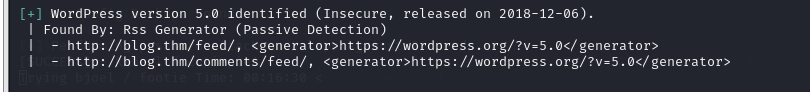 [+] WordPress version 5.0 identified (Insecure, released on 2018-12-06).
| Found By: Rss Generator (Passive Detection)
| - http://blog.thm/feed/, <generator>https://wordpress.org/?v=5.0</generator>
| - http://blog.thm/comments/feed/, <generator>https://wordpress.org/?v=5.0</generator>